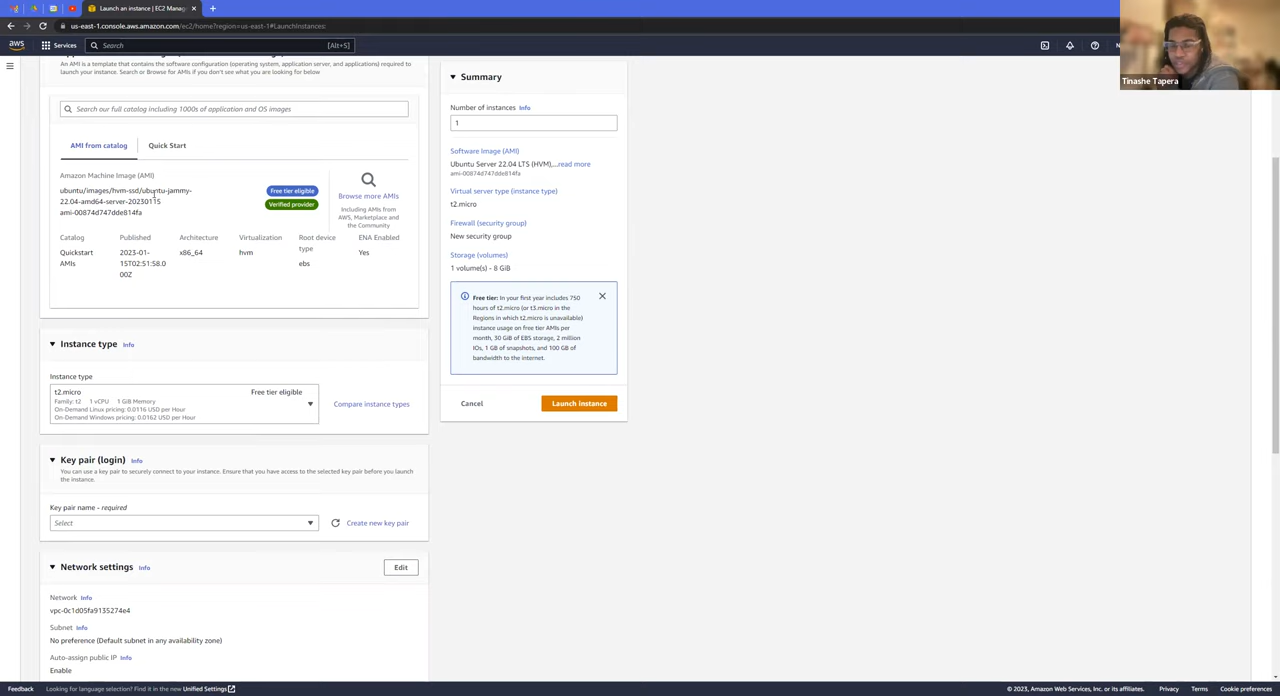 Launch an instance | EC2 Manag
us-east-1.console.aws.amazon.com/ec2/home?region=us-east-1#LaunchInstances:
aws
Services
Search
[Alt+S]
Tinashe Tapera
An AMI is a template that contains the software configuration (operating system, application server, and applications) required to
launch your instance. Search or Browse for AMIs if you don't see what you are looking for below
Search our full catalog including 1000s of application and OS images
AMI from catalog
Quick Start
Amazon Machine Image (AMI)
ubuntu/images/hvm-ssd/ubuntu-jammy-
22.04-amd64-server-20230115
ami-00874d747dde814fa
Free tier eligible
Verified provider
Browse more AMIs
Including AMIs from
AWS, Marketplace and
the Community
Catalog
Published
Architecture
Virtualization
Root device
type
ENA Enabled
Quickstart
AMIs
2023-01-
15T02:51:58.0
00Z
x86_64
hvm
ebs
Yes
Instance type
Info
Instance type
t2.micro
Free tier eligible
Family: t2 1 vCPU 1 GiB Memory
On-Demand Linux pricing: 0.0116 USD per Hour
On-Demand Windows pricing: 0.0162 USD per Hour
Compare instance types
Key pair (login)
Info
You can use a key pair to securely connect to your instance. Ensure that you have access to the selected key pair before you launch
the instance.
Key pair name - required
Select
Create new key pair
Network settings
Info
Edit
Network
Info
vpc-0c1d05fa9135274e4
Subnet
Info
No preference (Default subnet in any availability zone)
Auto-assign public IP
Info
Enable
Summary
Number of instances
Info
1
Software Image (AMI)
Ubuntu Server 22.04 LTS (HVM),...read more
ami-00874d747dde814fa
Virtual server type (instance type)
t2.micro
Firewall (security group)
New security group
Storage (volumes)
1 volume(s) - 8 GiB
Free tier: In your first year includes 750
hours of t2.micro (or t3.micro in the
Regions in which t2.micro is unavailable)
instance usage on free tier AMIs per
month, 30 GiB of EBS storage, 2 million
IOs, 1 GB of snapshots, and 100 GB of
bandwidth to the internet.
Cancel
Launch instance
Feedback
Looking for language selection? Find it in the new Unified Settings
© 2023, Amazon Web Services, Inc. or its affiliates.
Privacy
Terms
Cookie preferences